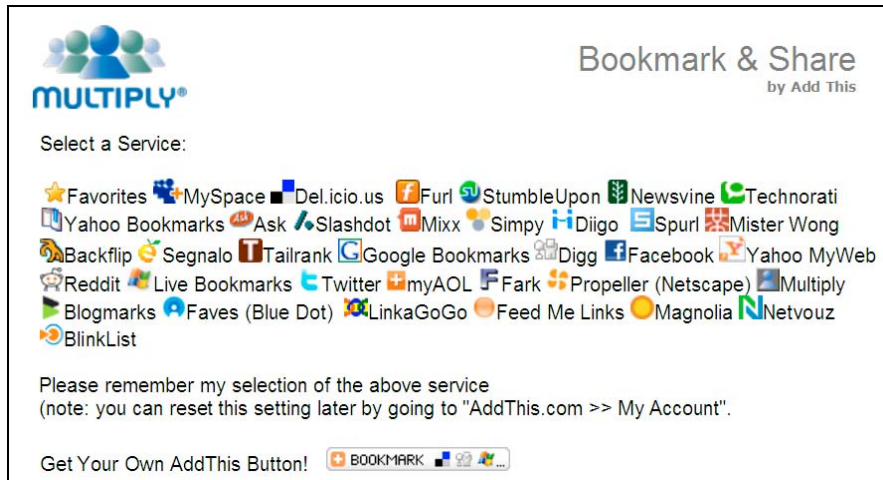 MULTIPLY®
Bookmark & Share
by Add This
Select a Service:
Favorites MySpace Del.icio.us Furl StumbleUpon Newsvine Technorati
Yahoo Bookmarks Ask Slashdot Mixx Simpy Diigo Spurl Mister Wong
Backflip Segnalo Tailrank Google Bookmarks Digg Facebook Yahoo MyWeb
Reddit Live Bookmarks Twitter myAOL Fark Propeller (Netscape) Multiply
Blogmarks Faves (Blue Dot) LinkaGoGo Feed Me Links Magnolia Netvouz
BlinkList
Please remember my selection of the above service
(note: you can reset this setting later by going to "AddThis.com >> My Account".
Get Your Own AddThis Button! BOOKMARK ...